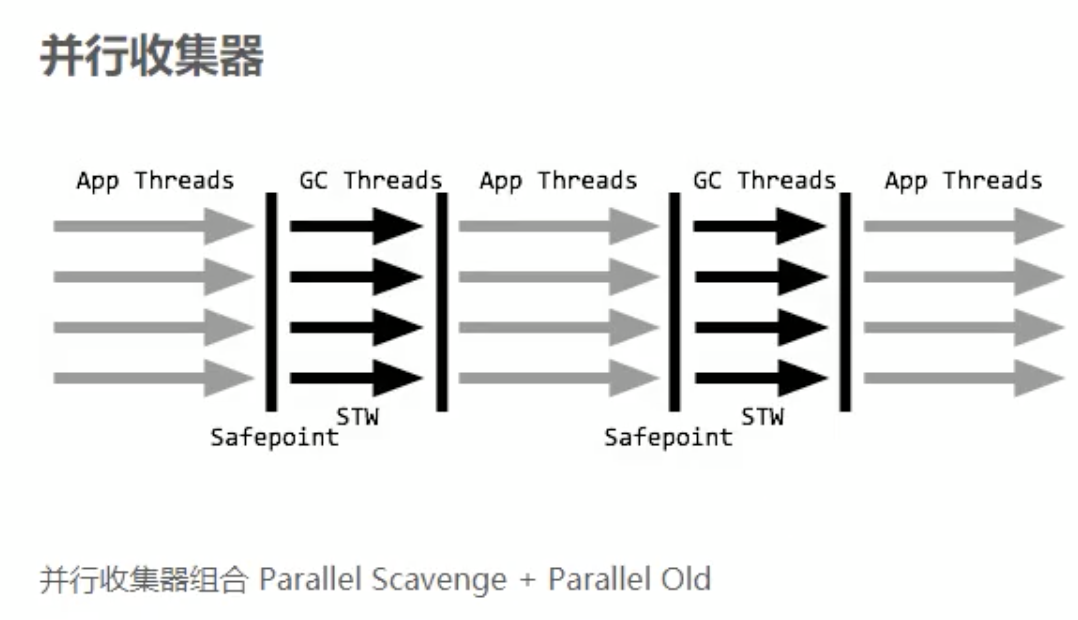 并行收集器
App Threads GC Threads App Threads GC Threads App Threads
STW STW
Safepoint Safepoint
并行收集器组合 Parallel Scavenge + Parallel Old